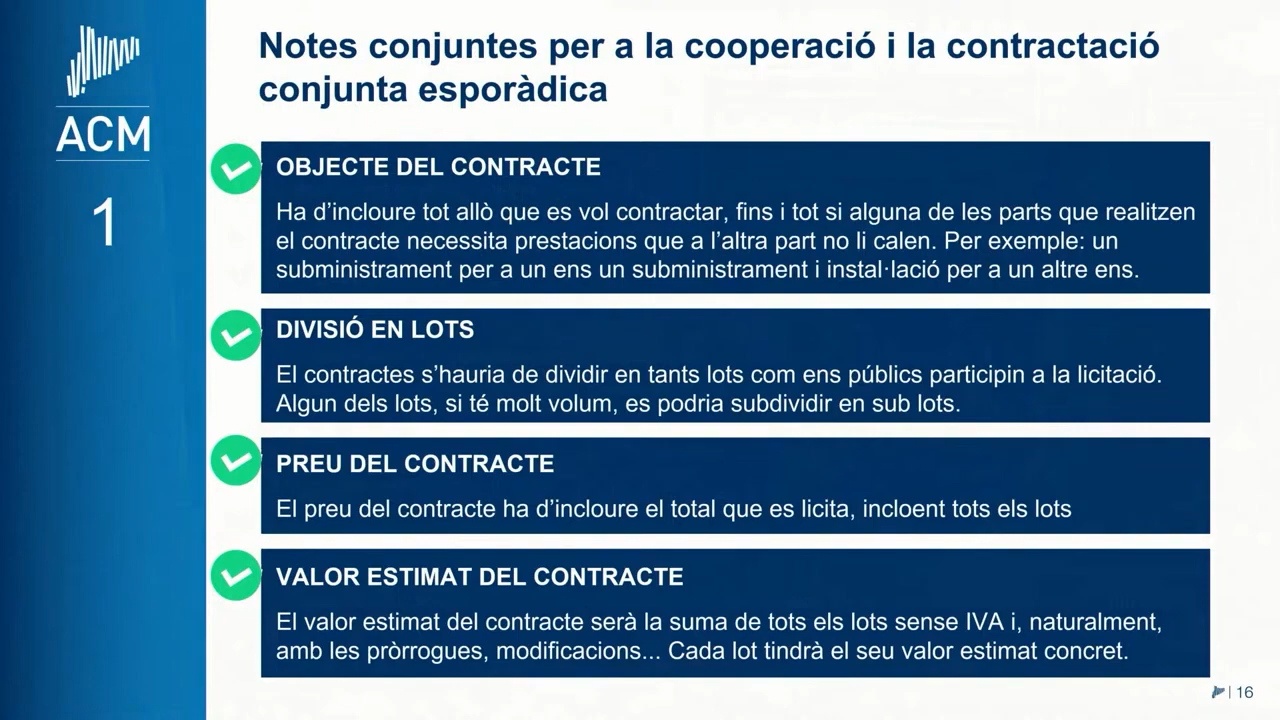 ACM
1
Notes conjuntes per a la cooperació i la contractació
conjunta esporàdica
OBJECTE DEL CONTRACTE
Ha d’incloure tot allò que es vol contractar, fins i tot si alguna de les parts que realitzen
el contracte necessita prestacions que a l’altra part no li calen. Per exemple: un
subministrament per a un ens un subministrament i instal·lació per a un altre ens.
DIVISIÓ EN LOTS
El contractes s’hauria de dividir en tants lots com ens públics participin a la licitació.
Algun dels lots, si té molt volum, es podria subdividir en sub lots.
PREU DEL CONTRACTE
El preu del contracte ha d’incloure el total que es licita, incloent tots els lots
VALOR ESTIMAT DEL CONTRACTE
El valor estimat del contracte serà la suma de tots els lots sense IVA i, naturalment,
amb les pròrrogues, modificacions... Cada lot tindrà el seu valor estimat concret.
| 16